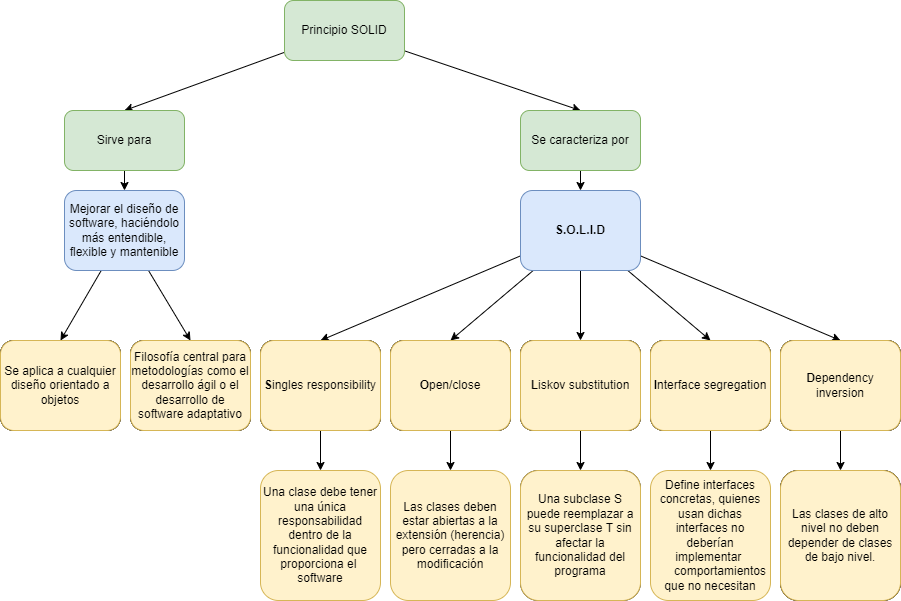 Principio SOLID
Sirve para
Se caracteriza por
Mejorar el diseño de
software, haciéndolo
más entendible,
flexible y mantenible
S.O.L.I.D
Se aplica a cualquier
diseño orientado a
objetos
Filosofía central para
metodologías como el
desarrollo ágil o el
desarrollo de
software adaptativo
Singles responsibility
Open/close
Liskov substitution
Interface segregation
Dependency
inversion
Una clase debe tener
una única
responsabilidad
dentro de la
funcionalidad que
proporciona el
software
Las clases deben
estar abiertas a la
extensión (herencia)
pero cerradas a la
modificación
Una subclase S
puede reemplazar a
su superclase T sin
afectar la
funcionalidad del
programa
Define interfaces
concretas, quienes
usan dichas
interfaces no
deberían
implementar
comportamientos
que no necesitan
Las clases de alto
nivel no deben
depender de clases
de bajo nivel.